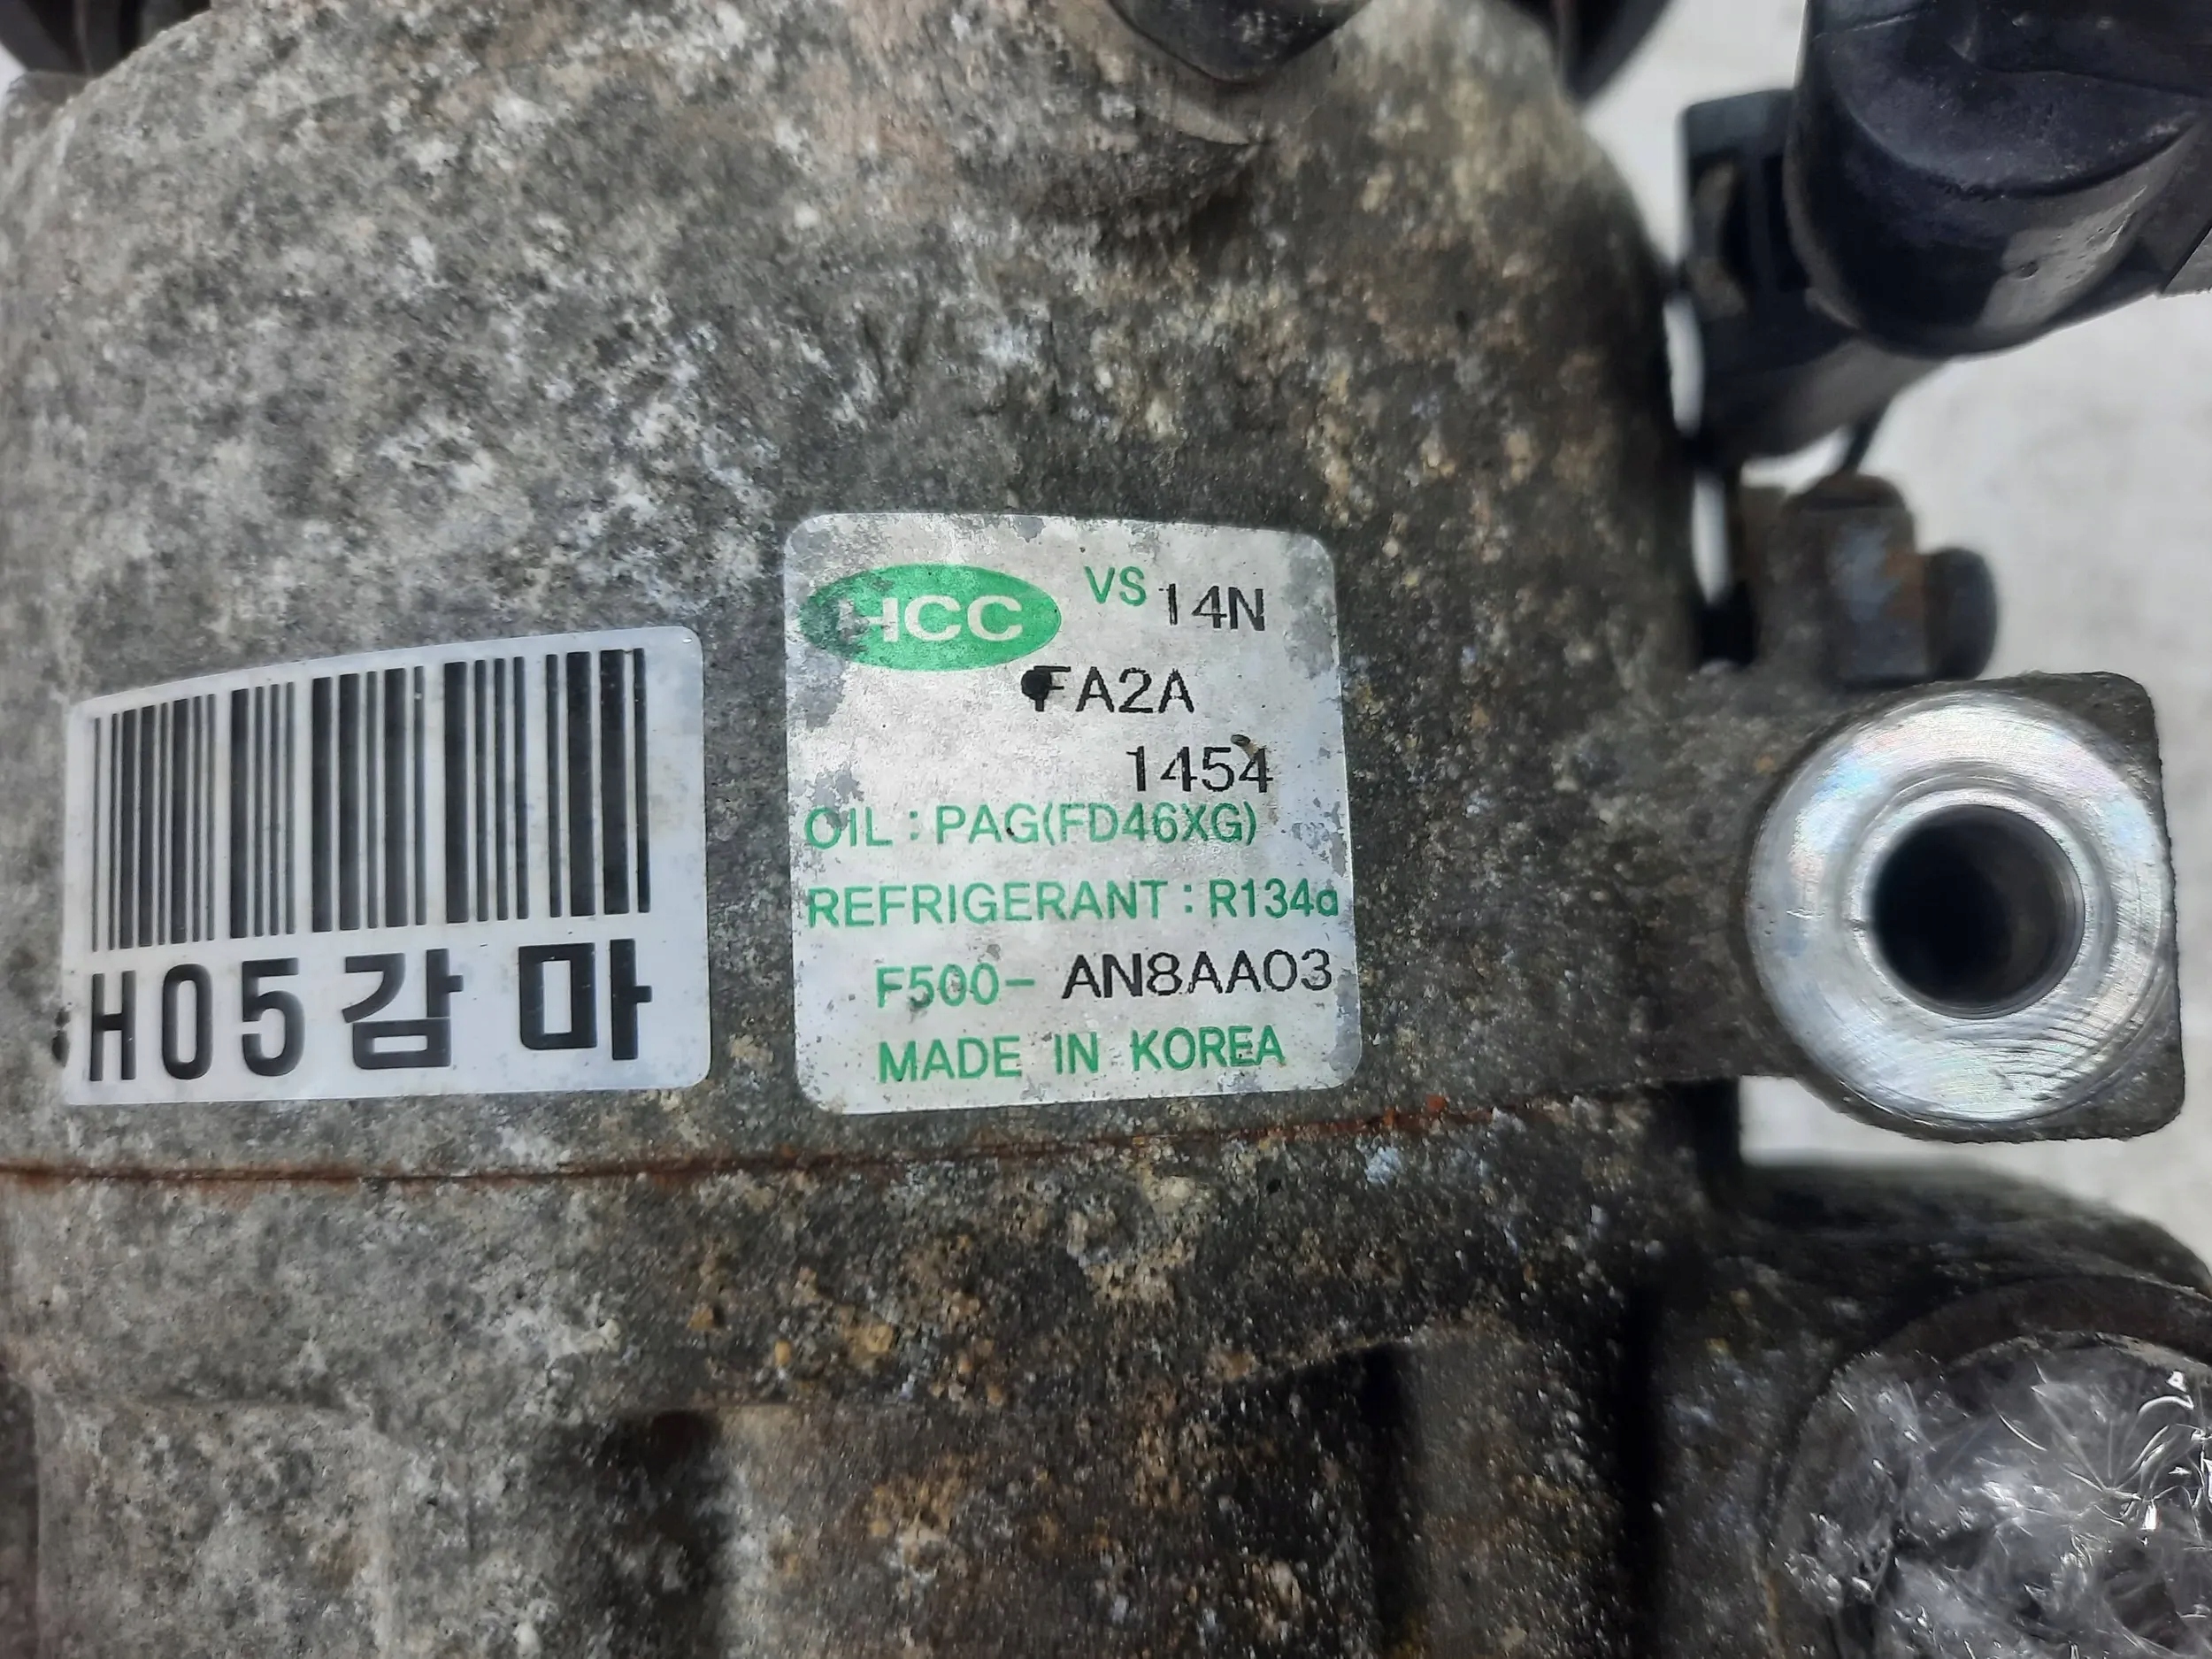 H05감 마
HCC VS 14N
FA2A
1454
OIL : PAG(FD46XG)
REFRIGERANT : R134a
F500- AN8AA03
MADE IN KOREA